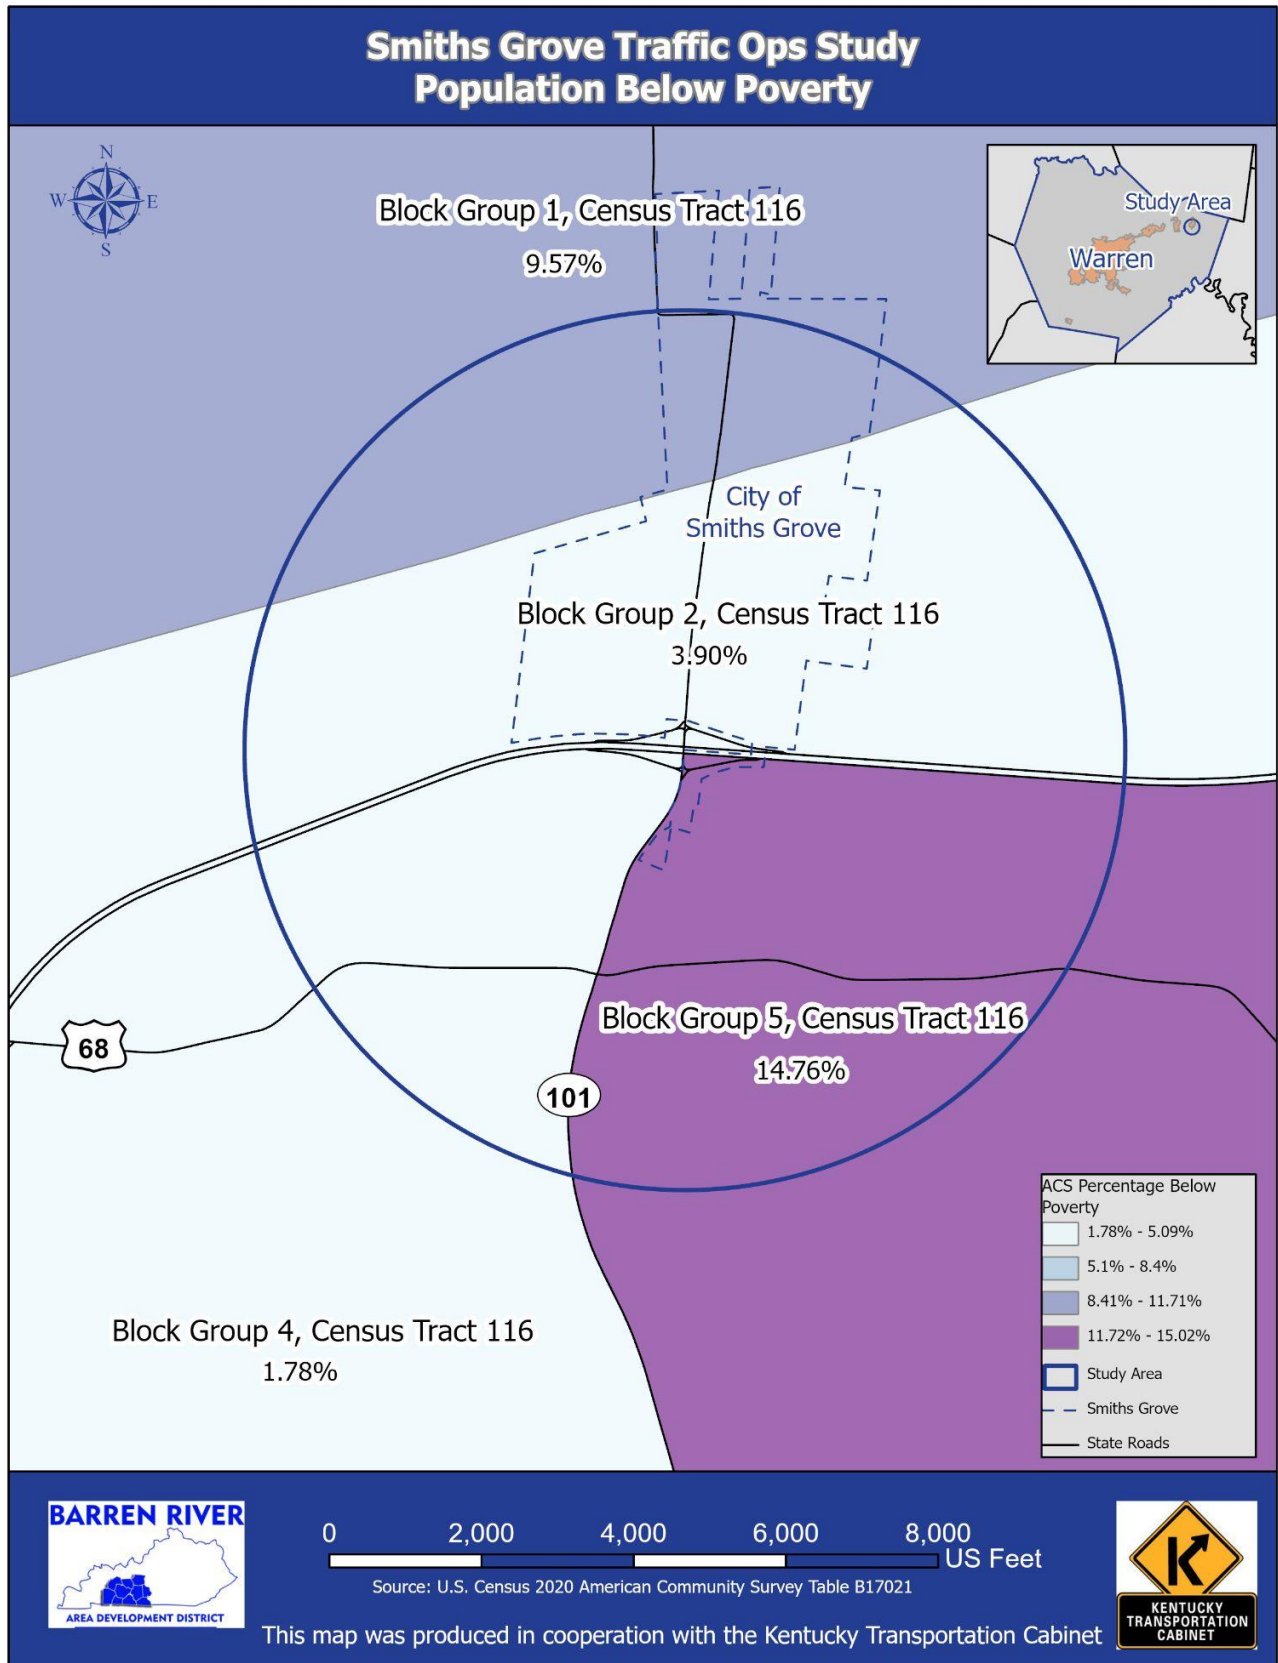 Smiths Grove Traffic Ops Study
Population Below Poverty
N
W
E
S
Block Group 1, Census Tract 116
9.57%
Study Area
Warren
City of
Smiths Grove
Block Group 2, Census Tract 116
3.90%
Block Group 5, Census Tract 116
14.76%
68
101
Block Group 4, Census Tract 116
1.78%
ACS Percentage Below
Poverty
1.78% - 5.09%
5.1% - 8.4%
8.41% - 11.71%
11.72% - 15.02%
Study Area
Smiths Grove
State Roads
BARREN RIVER
AREA DEVELOPMENT DISTRICT
0 2,000 4,000 6,000 8,000
US Feet
Source: U.S. Census 2020 American Community Survey Table B17021
This map was produced in cooperation with the Kentucky Transportation Cabinet
K
KENTUCKY
TRANSPORTATION
CABINET